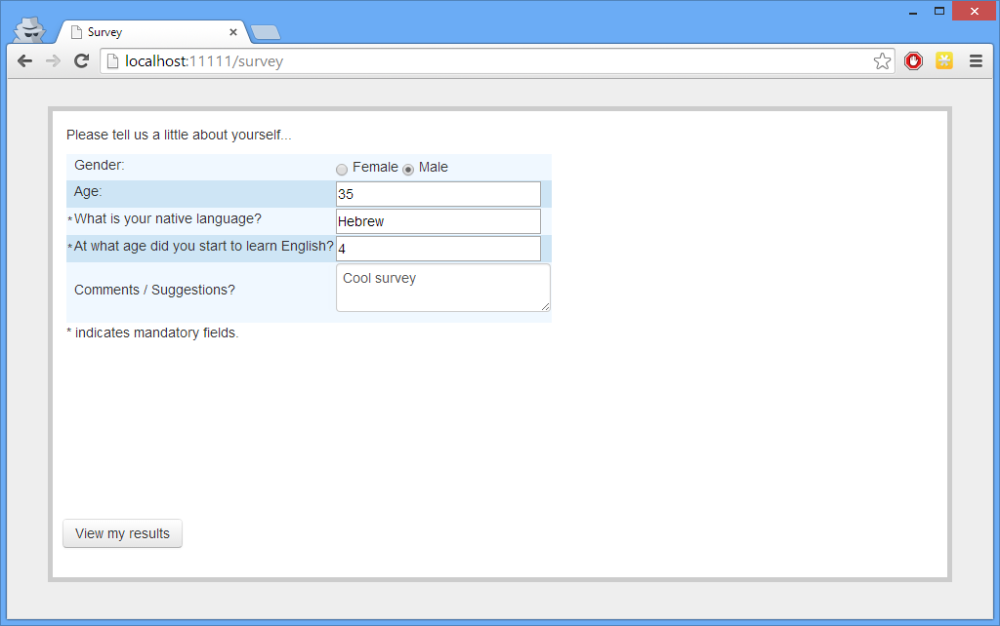 Survey
localhost:11111/survey
Please tell us a little about yourself...
Gender: Female Male
Age: 35
*What is your native language? Hebrew
*At what age did you start to learn English? 4
Comments / Suggestions? Cool survey
* indicates mandatory fields.
View my results